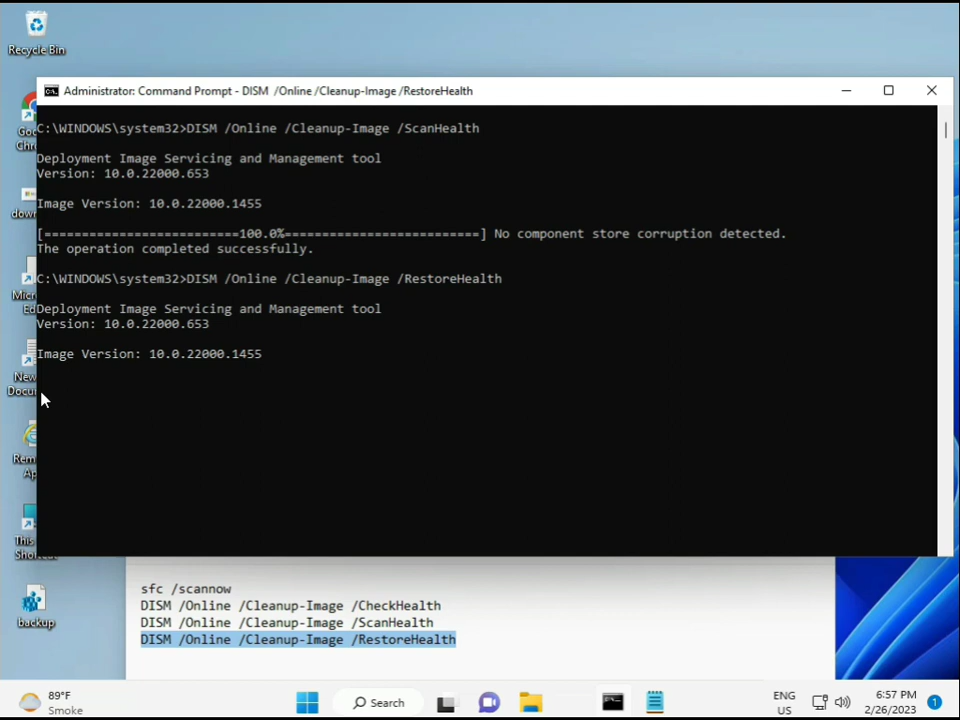 Recycle Bin
Administrator: Command Prompt - DISM /Online /Cleanup-Image /RestoreHealth
C:\WINDOWS\system32>DISM /Online /Cleanup-Image /ScanHealth
Deployment Image Servicing and Management tool
Version: 10.0.22000.653
Image Version: 10.0.22000.1455
[==========================100.0%==========================] No component store corruption detected.
The operation completed successfully.
C:\WINDOWS\system32>DISM /Online /Cleanup-Image /RestoreHealth
Deployment Image Servicing and Management tool
Version: 10.0.22000.653
Image Version: 10.0.22000.1455
backup
sfc /scannow
DISM /Online /Cleanup-Image /CheckHealth
DISM /Online /Cleanup-Image /ScanHealth
DISM /Online /Cleanup-Image /RestoreHealth
89°F
Smoke
Search
ENG
US
6:57 PM
2/26/2023
1